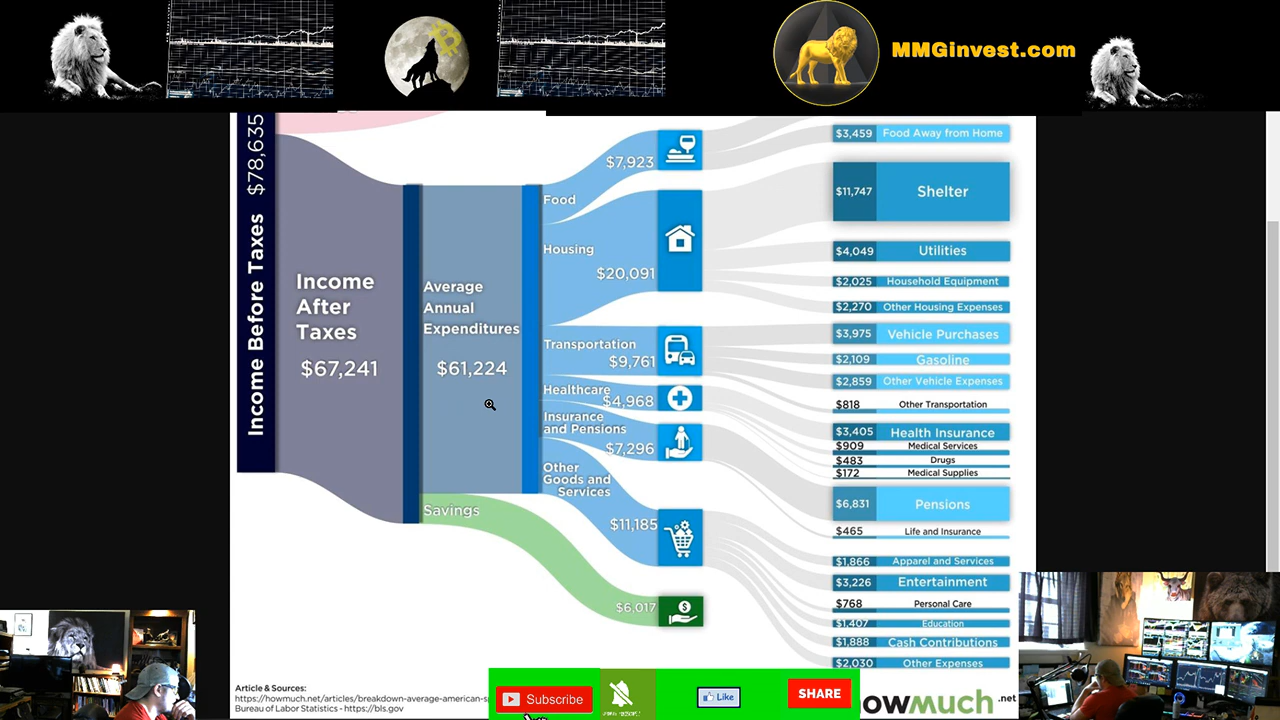 MMGinvest.com
Income Before Taxes $78,635
Income
After
Taxes
$67,241
Average
Annual
Expenditures
$61,224
Savings
$6,017
Food
$7,923
Housing
$20,091
Transportation
$9,761
Healthcare
$4,968
Insurance
and Pensions
$7,296
Other
Goods and
Services
$11,185
$3,459 Food Away from Home
$11,747 Shelter
$4,049 Utilities
$2,025 Household Equipment
$2,270 Other Housing Expenses
$3,975 Vehicle Purchases
$2,109 Gasoline
$2,859 Other Vehicle Expenses
$818 Other Transportation
$3,405 Health Insurance
$909 Medical Services
$483 Drugs
$172 Medical Supplies
$6,831 Pensions
$465 Life and Insurance
$1,866 Apparel and Services
$3,226 Entertainment
$768 Personal Care
$1,407 Education
$1,888 Cash Contributions
$2,030 Other Expenses
Article & Sources:
https://howmuch.net/articles/breakdown-average-american-s
Bureau of Labor Statistics - https://bls.gov
Subscribe
Like
SHARE
owmuch.net